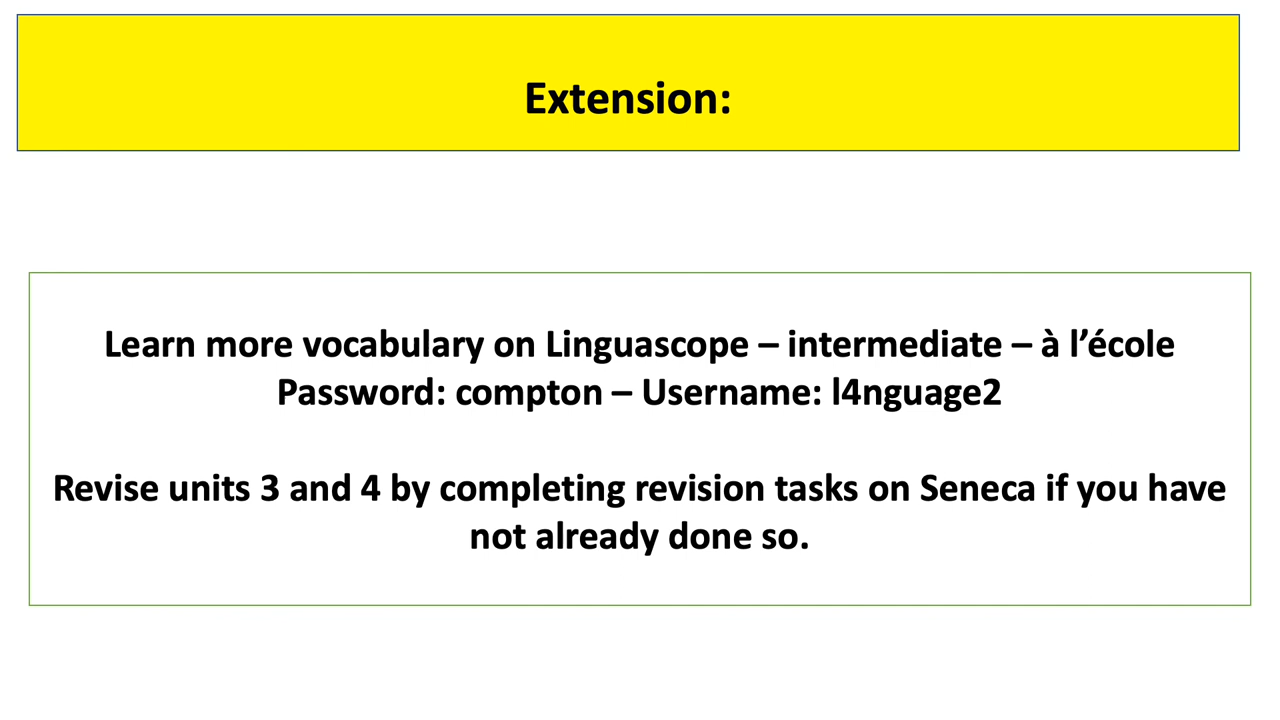 Extension:
Learn more vocabulary on Linguascope – intermediate – à l’école
Password: compton – Username: l4nguage2
Revise units 3 and 4 by completing revision tasks on Seneca if you have
not already done so.